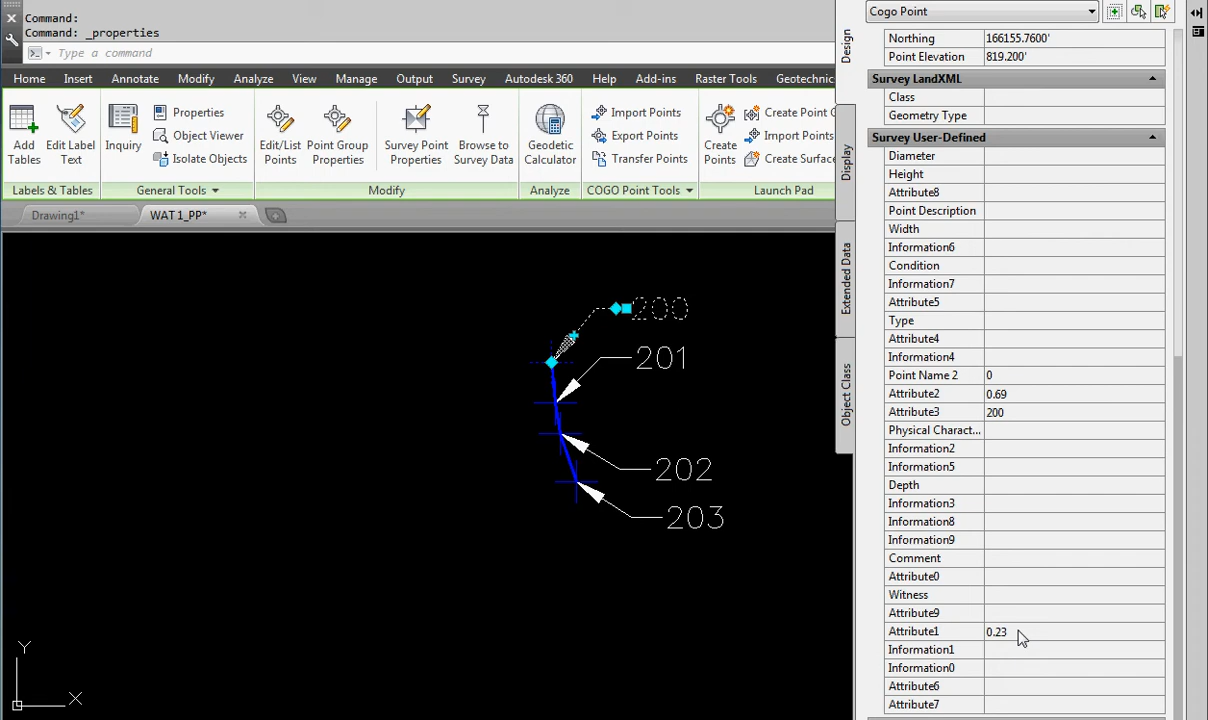 Command:
Command: _properties
Type a command
Home Insert Annotate Modify Analyze View Manage Output Survey Autodesk 360 Help Add-ins Raster Tools Geotechnic
Add Tables
Edit Label Text
Labels & Tables
Inquiry
Properties
Object Viewer
Isolate Objects
General Tools
Edit/List Points
Point Group Properties
Survey Point Properties
Browse to Survey Data
Modify
Geodetic Calculator
Analyze
Import Points
Export Points
Transfer Points
COGO Point Tools
Create Points
Create Point G
Import Points
Create Surfac
Launch Pad
Drawing1*
WAT 1_PP*
200
201
202
203
Y
X
Design
Display
Extended Data
Object Class
Cogo Point
Northing 166155.7600'
Point Elevation 819.200'
Survey LandXML
Class
Geometry Type
Survey User-Defined
Diameter
Height
Attribute8
Point Description
Width
Information6
Condition
Information7
Attribute5
Type
Attribute4
Information4
Point Name 2 0
Attribute2 0.69
Attribute3 200
Physical Charact...
Information2
Information5
Depth
Information3
Information8
Information9
Comment
Attribute0
Witness
Attribute9
Attribute1 0.23
Information1
Information0
Attribute6
Attribute7